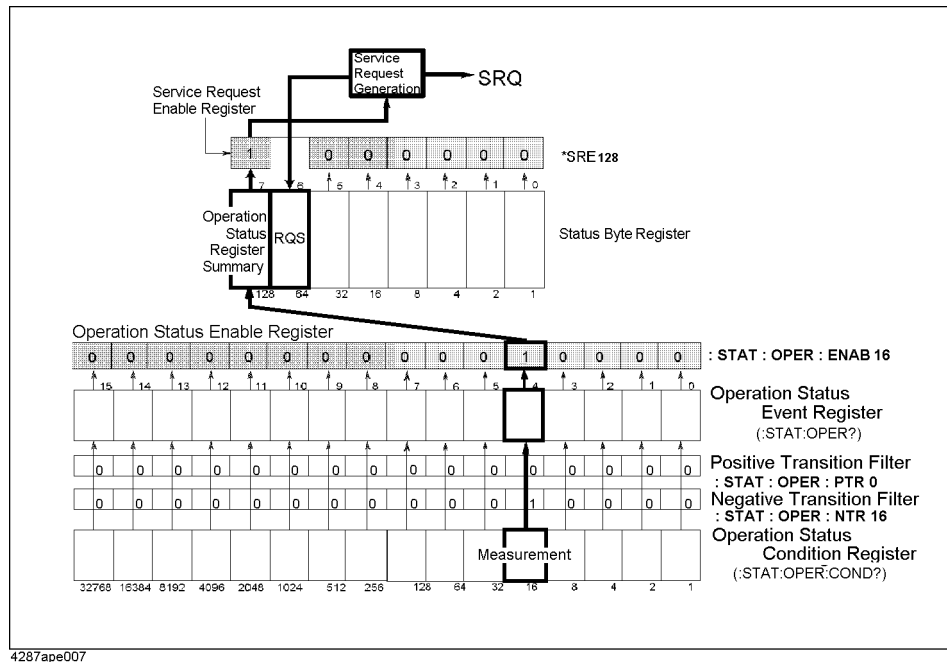 Service
Request
Generation
SRQ
Service Request
Enable Register
1 0 0 0 0 0 0
*SRE128
7 6 5 4 3 2 1 0
Operation
Status
Register
Summary
RQS
Status Byte Register
128 64 32 16 8 4 2 1
Operation Status Enable Register
0 0 0 0 0 0 0 0 0 0 0 1 0 0 0 0
: STAT : OPER : ENAB 16
15 14 13 12 11 10 9 8 7 6 5 4 3 2 1 0
Operation Status
Event Register
(:STAT:OPER?)
0 0 0 0 0 0 0 0 0 0 0 0 0 0 0 0
Positive Transition Filter
: STAT : OPER : PTR 0
0 0 0 0 0 0 0 0 0 0 0 1 0 0 0 0
Negative Transition Filter
: STAT : OPER : NTR 16
Operation Status
Condition Register
(:STAT:OPER:COND?)
Measurement
32768 16384 8192 4096 2048 1024 512 256 128 64 32 16 8 4 2 1
4287ape007